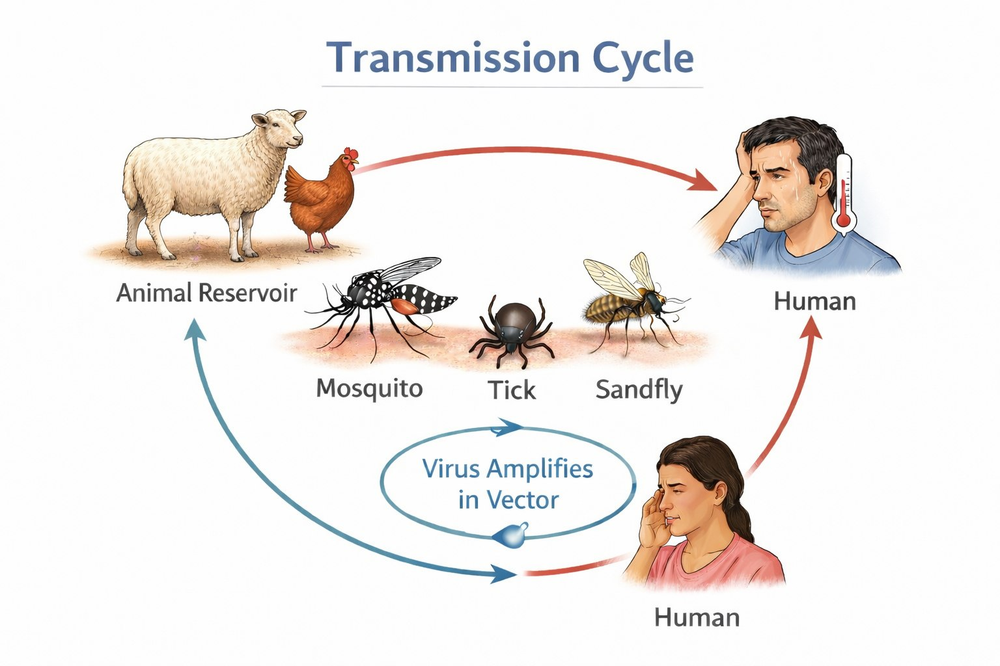 Transmission Cycle
Animal Reservoir
Human
Mosquito
Tick
Sandfly
Virus Amplifies
in Vector
Human